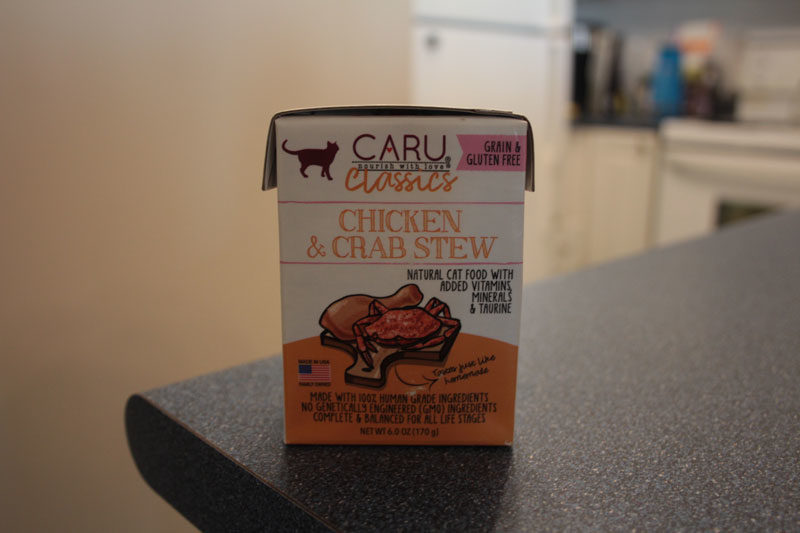 CARU
nourish with love
Classics
GRAIN &
GLUTEN FREE
CHICKEN
& CRAB STEW
NATURAL CAT FOOD WITH
ADDED VITAMINS,
MINERALS
& TAURINE
MADE IN USA
FAMILY OWNED
Tastes just like
homemade
MADE WITH 100% HUMAN GRADE INGREDIENTS
NO GENETICALLY ENGINEERED (GMO) INGREDIENTS
COMPLETE & BALANCED FOR ALL LIFE STAGES
NET WT 6.0 OZ (170 g)